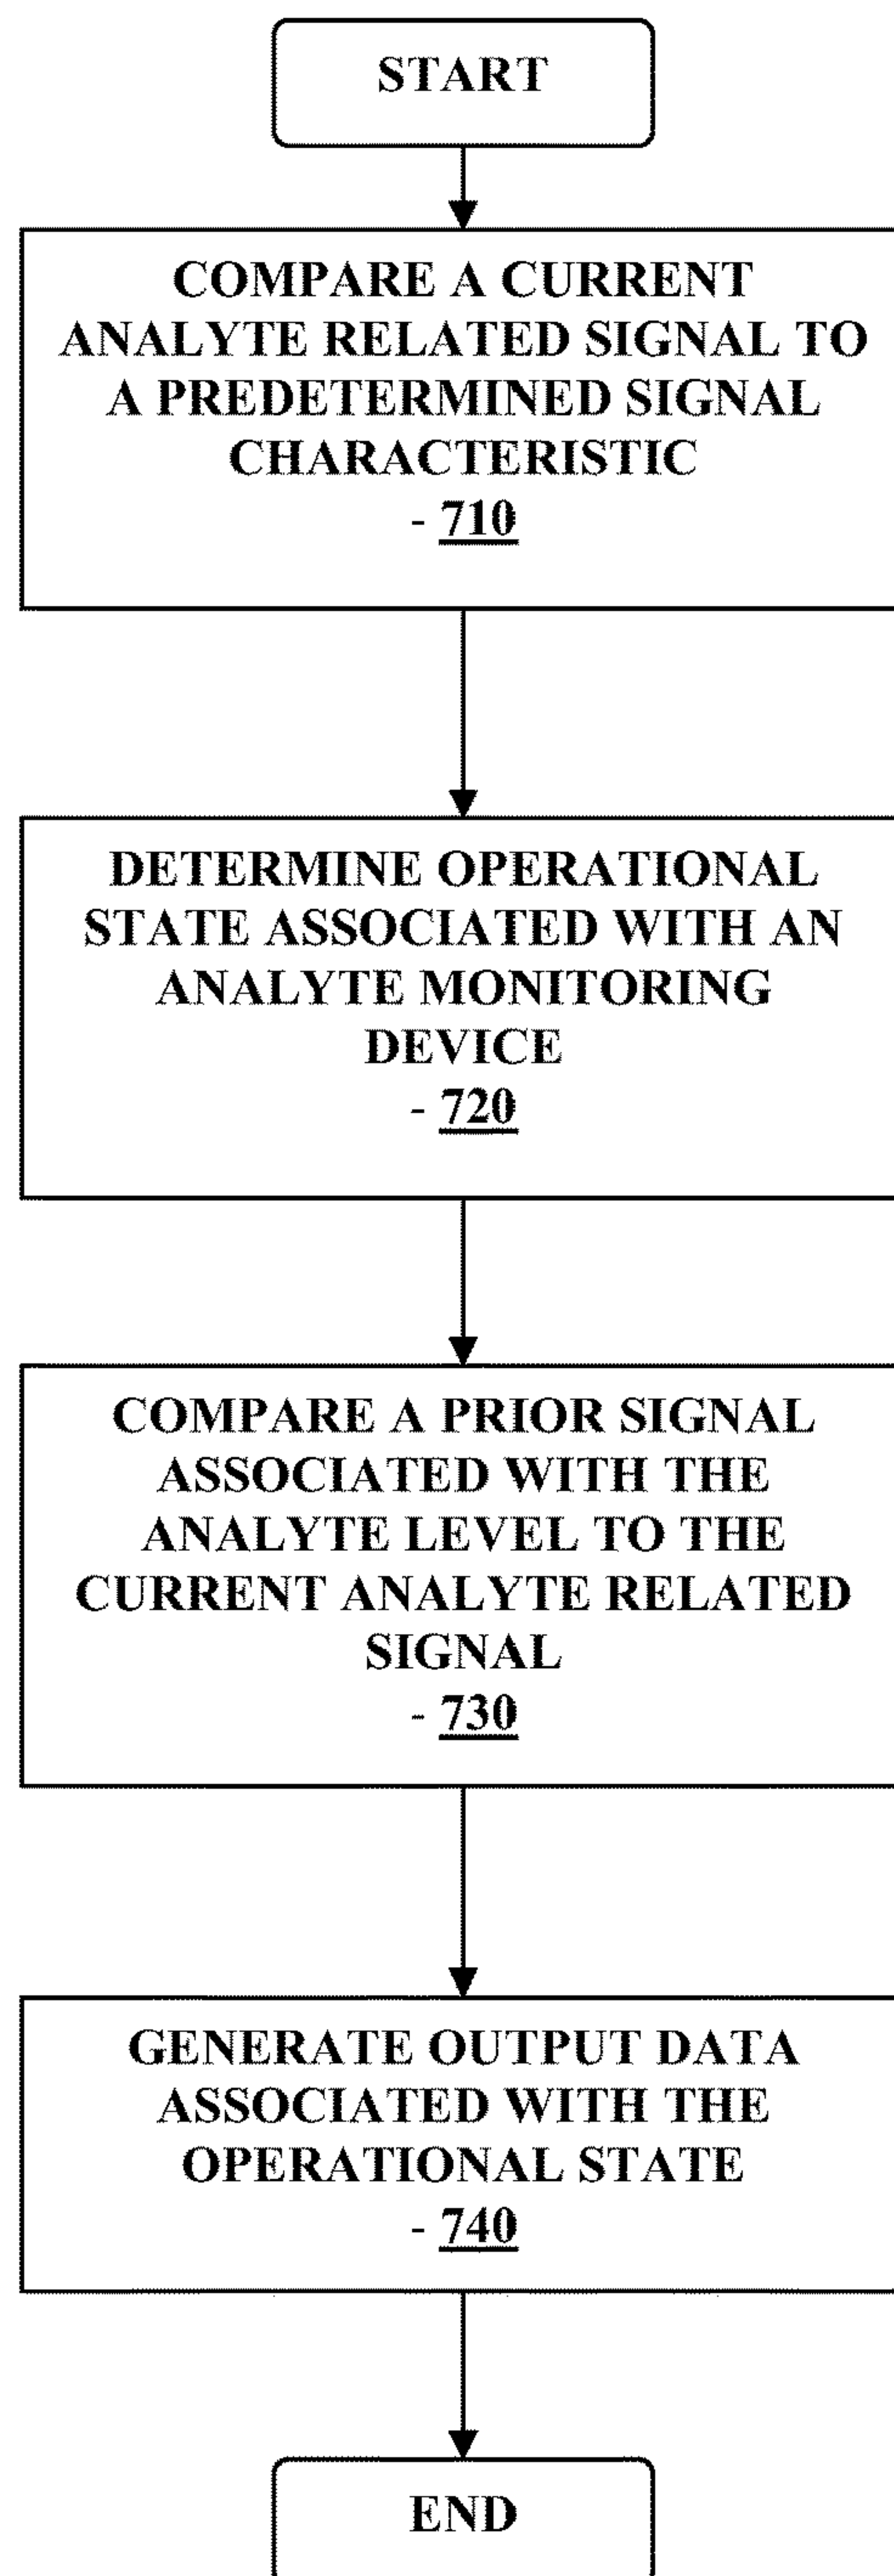 START
COMPARE A CURRENT
ANALYTE RELATED SIGNAL TO
A PREDETERMINED SIGNAL
CHARACTERISTIC
- 710
DETERMINE OPERATIONAL
STATE ASSOCIATED WITH AN
ANALYTE MONITORING
DEVICE
- 720
COMPARE A PRIOR SIGNAL
ASSOCIATED WITH THE
ANALYTE LEVEL TO THE
CURRENT ANALYTE RELATED
SIGNAL
- 730
GENERATE OUTPUT DATA
ASSOCIATED WITH THE
OPERATIONAL STATE
- 740
END